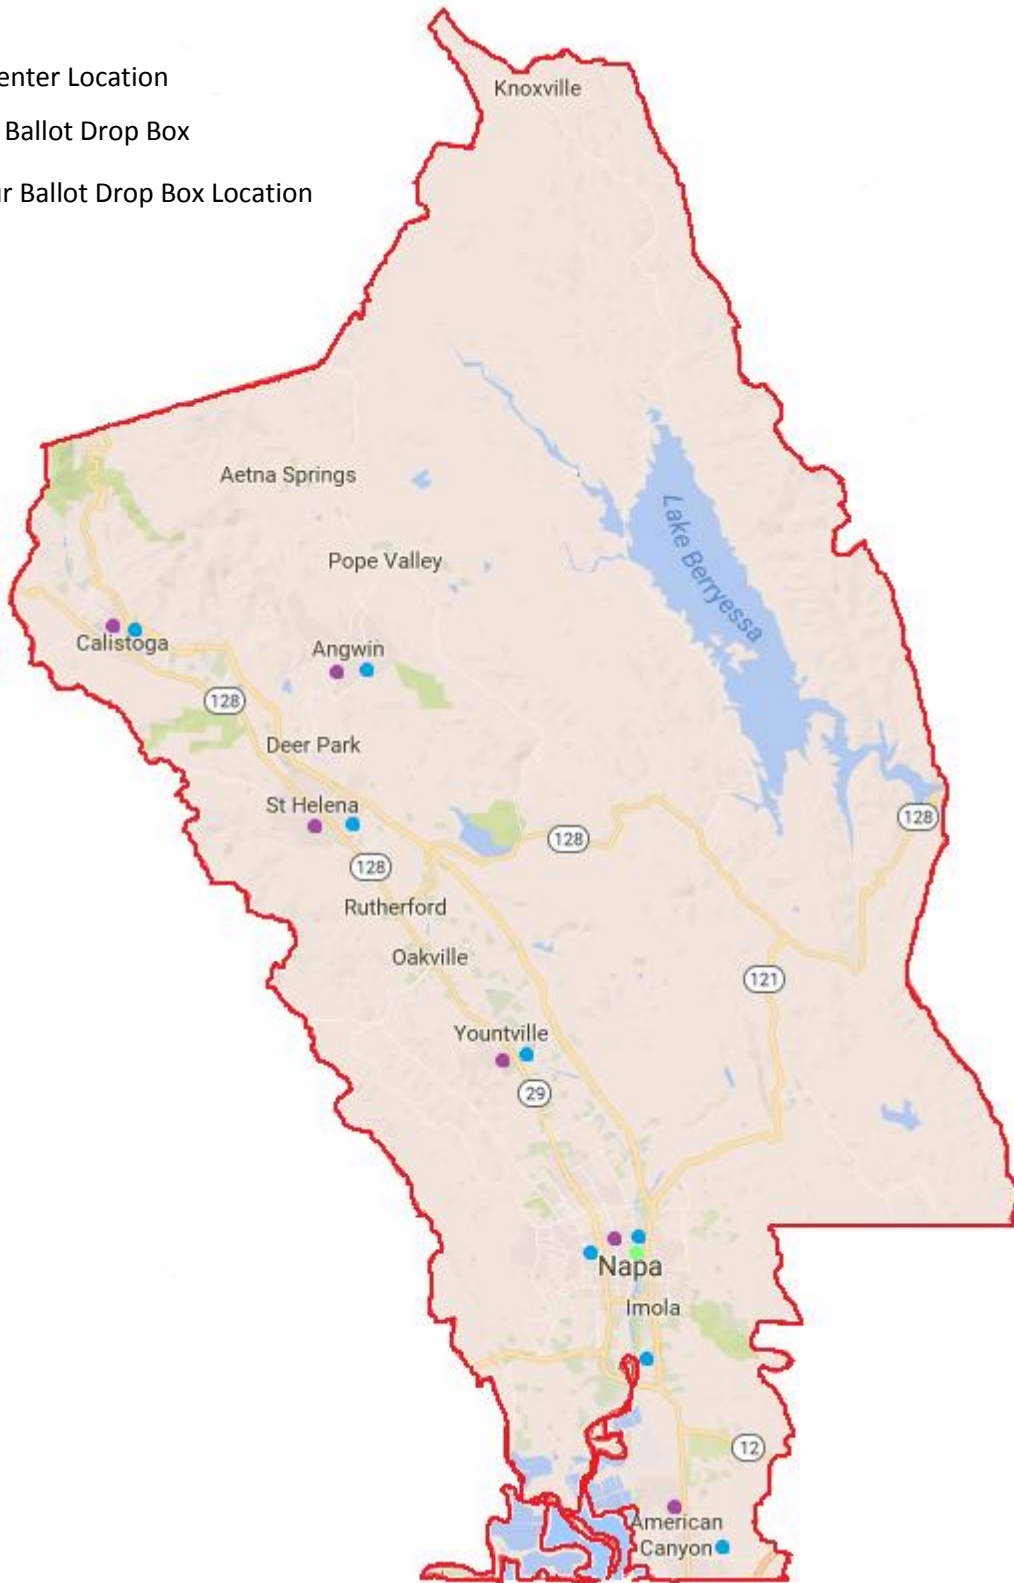 enter Location
Ballot Drop Box
ur Ballot Drop Box Location
Knoxville
Aetna Springs
Lake Berryessa
Pope Valley
Calistoga
Angwin
128
Deer Park
St Helena
128
128
128
Rutherford
Oakville
121
Yountville
29
Napa
Imola
12
American
Canyon